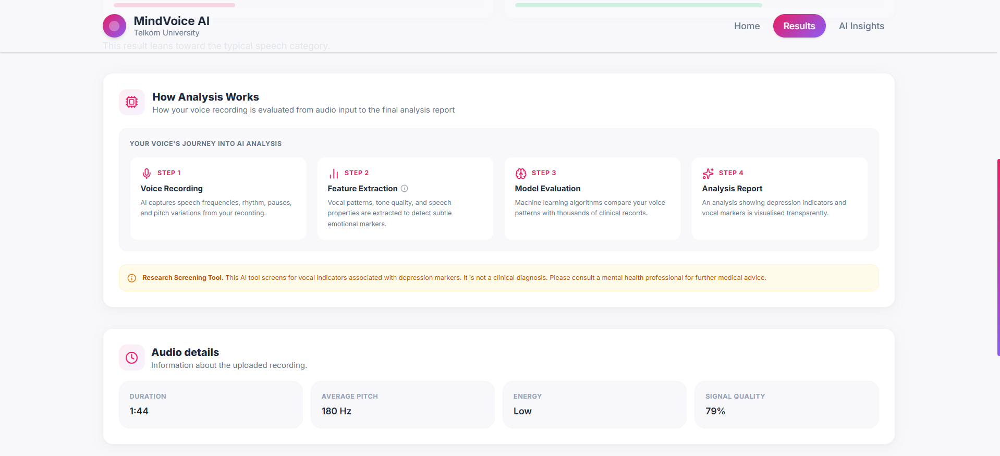 MindVoice AI
Telkom University
Home
Results
AI Insights
This result leans toward the typical speech category.
How Analysis Works
How your voice recording is evaluated from audio input to the final analysis report
YOUR VOICE'S JOURNEY INTO AI ANALYSIS
STEP 1
Voice Recording
AI captures speech frequencies, rhythm, pauses,
and pitch variations from your recording.
STEP 2
Feature Extraction
Vocal patterns, tone quality, and speech
properties are extracted to detect subtle
emotional markers.
STEP 3
Model Evaluation
Machine learning algorithms compare your voice
patterns with thousands of clinical records.
STEP 4
Analysis Report
An analysis showing depression indicators and
vocal markers is visualised transparently.
Research Screening Tool. This AI tool screens for vocal indicators associated with depression markers. It is not a clinical diagnosis. Please consult a mental health professional for further medical advice.
Audio details
Information about the uploaded recording.
DURATION
1:44
AVERAGE PITCH
180 Hz
ENERGY
Low
SIGNAL QUALITY
79%